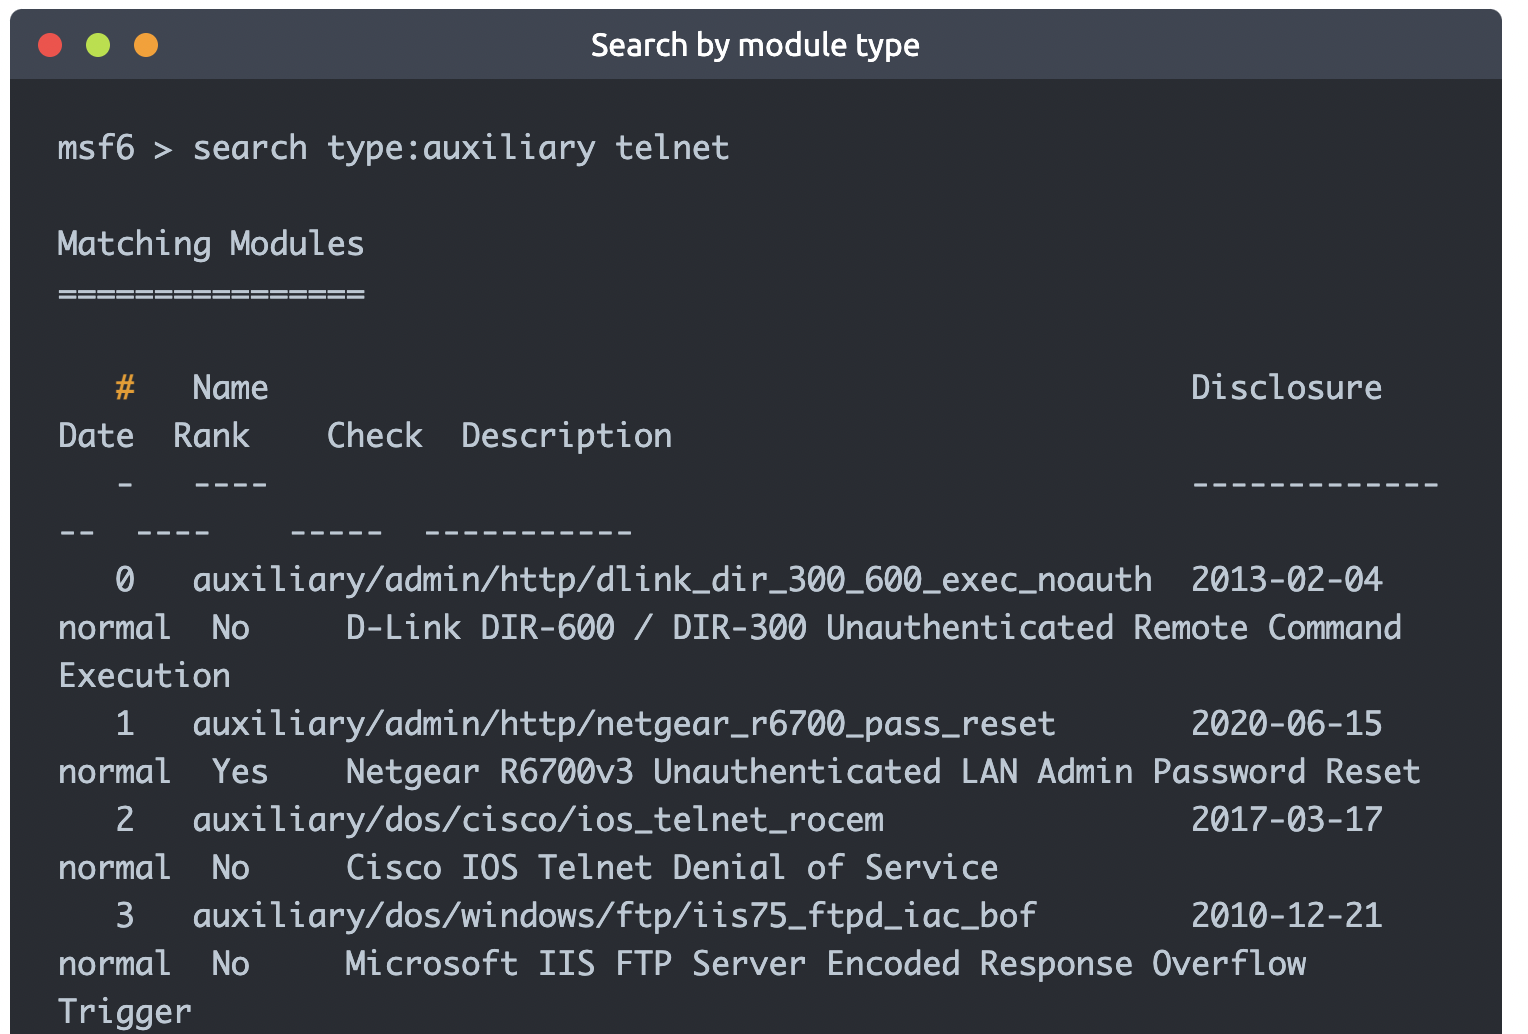 Search by module type
msf6 > search type:auxiliary telnet
Matching Modules
================
   #   Name                                                Disclosure
Date  Rank    Check  Description
   -   ----                                                -------------
--  ----    -----  -----------
   0   auxiliary/admin/http/dlink_dir_300_600_exec_noauth  2013-02-04
normal  No     D-Link DIR-600 / DIR-300 Unauthenticated Remote Command
Execution
   1   auxiliary/admin/http/netgear_r6700_pass_reset       2020-06-15
normal  Yes    Netgear R6700v3 Unauthenticated LAN Admin Password Reset
   2   auxiliary/dos/cisco/ios_telnet_rocem                2017-03-17
normal  No     Cisco IOS Telnet Denial of Service
   3   auxiliary/dos/windows/ftp/iis75_ftpd_iac_bof        2010-12-21
normal  No     Microsoft IIS FTP Server Encoded Response Overflow
Trigger